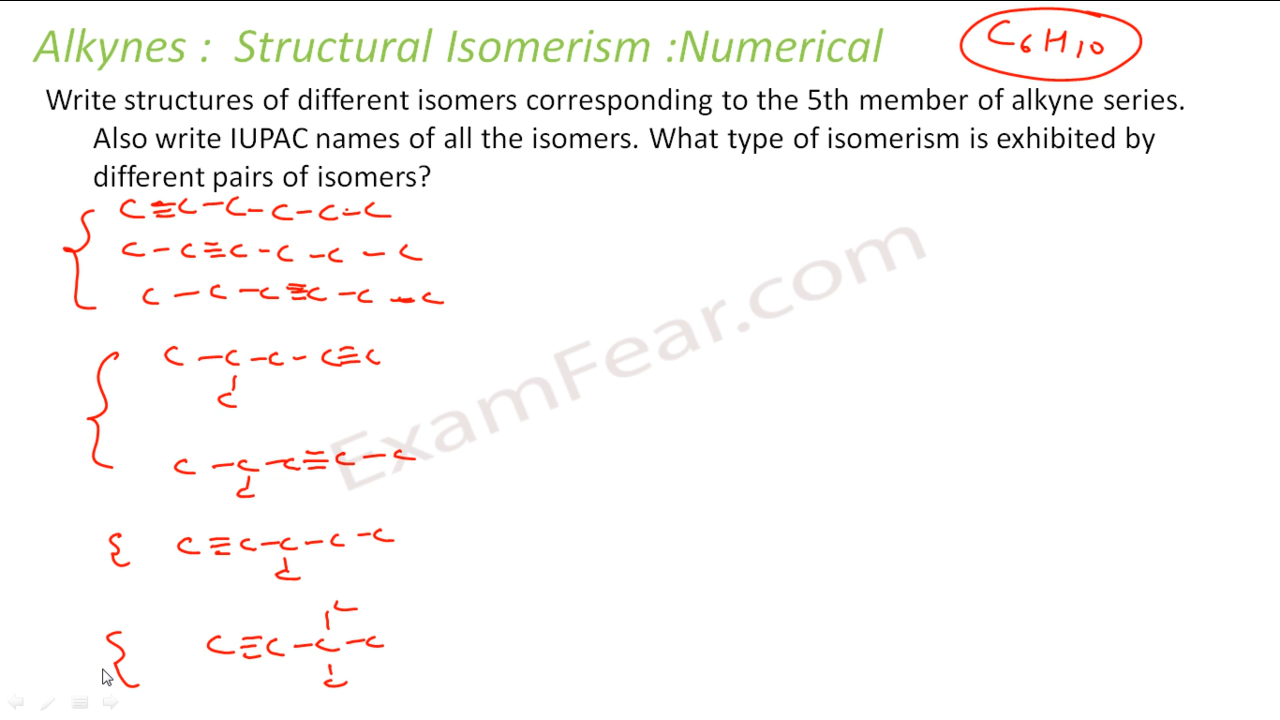 Alkynes : Structural Isomerism :Numerical
C₆H₁₀
Write structures of different isomers corresponding to the 5th member of alkyne series.
Also write IUPAC names of all the isomers. What type of isomerism is exhibited by
different pairs of isomers?
C≡C-C-C-C-C
C-C≡C-C-C-C
C-C-C≡C-C-C
C-C-C-C≡C
C
C-C-C≡C-C
C
C≡C-C-C-C
C
C
C≡C-C-C
C
ExamFear.com